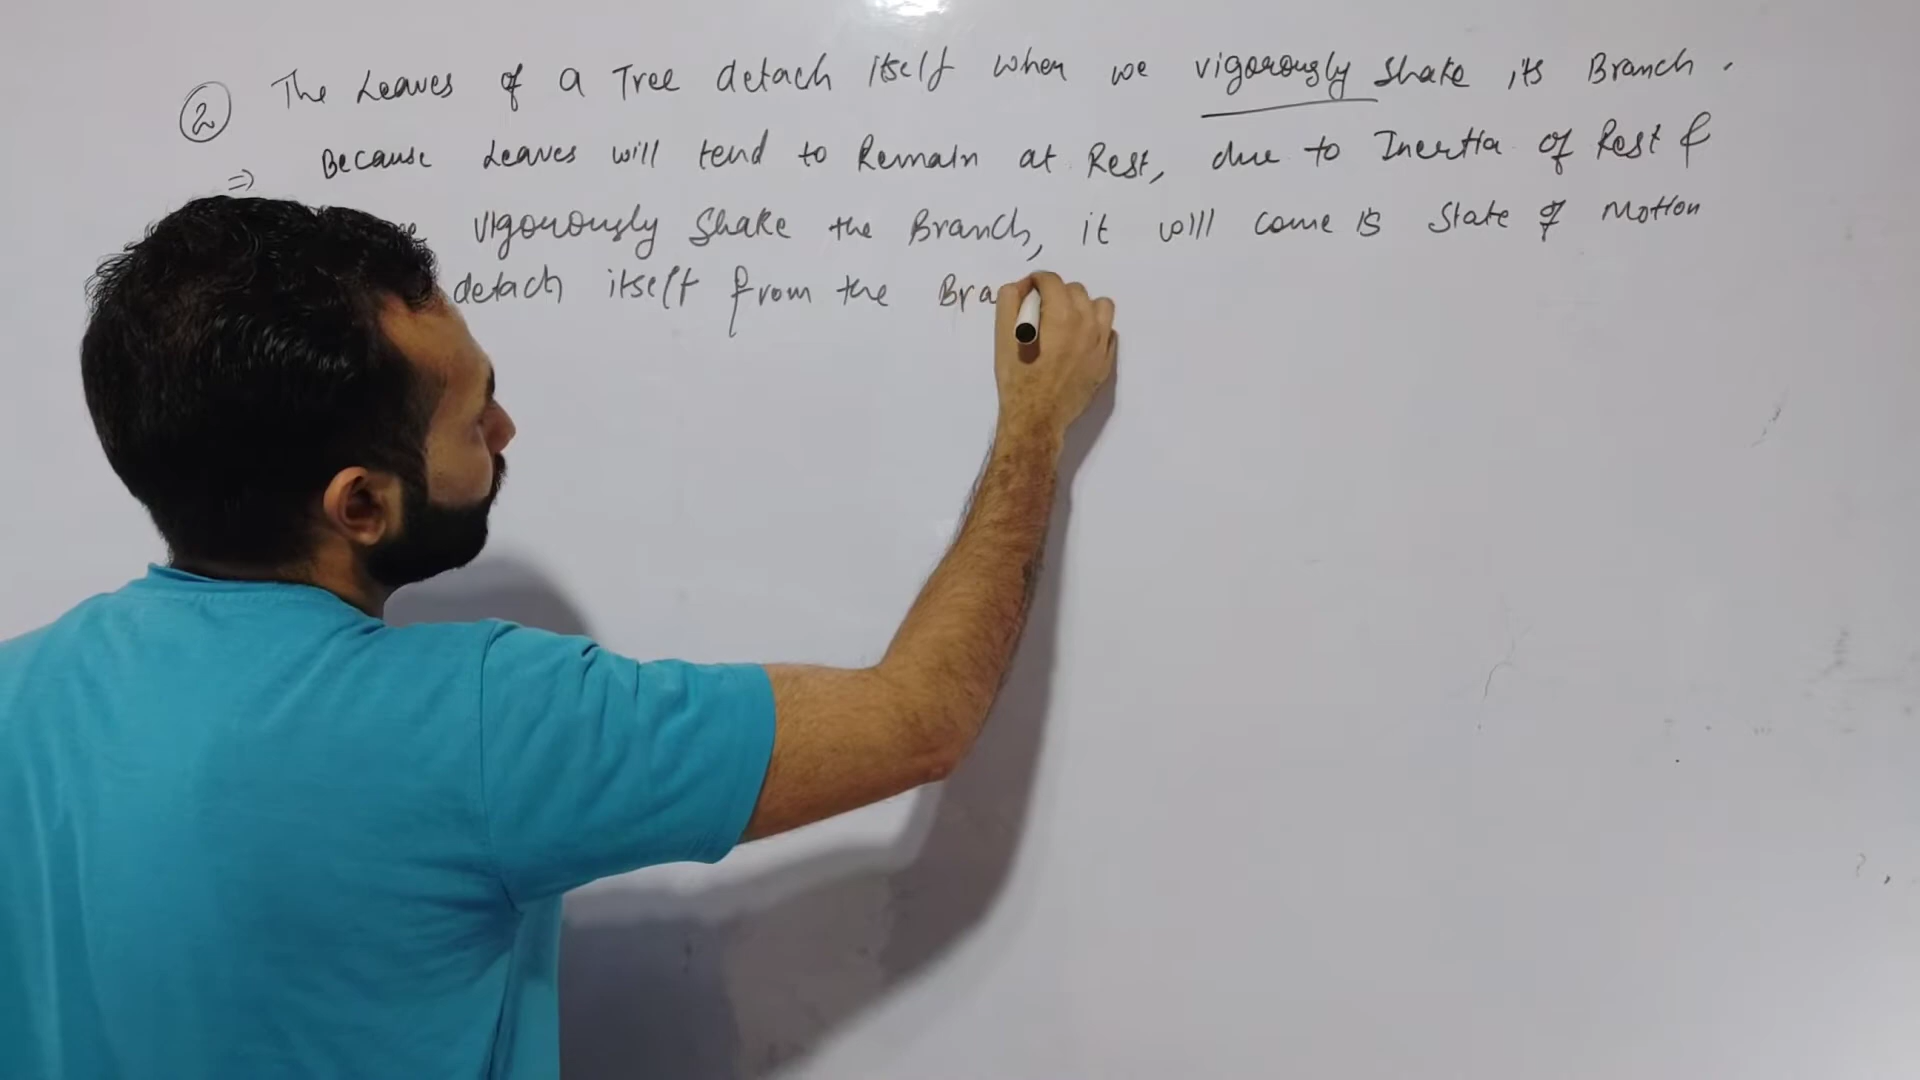 ② The Leaves of a Tree detach itself when we vigorously shake its Branch.
⇒ Because Leaves will tend to Remain at Rest, due to Inertia of Rest &
vigorously shake the Branch, it will come is state of motion
detach itself from the Bra